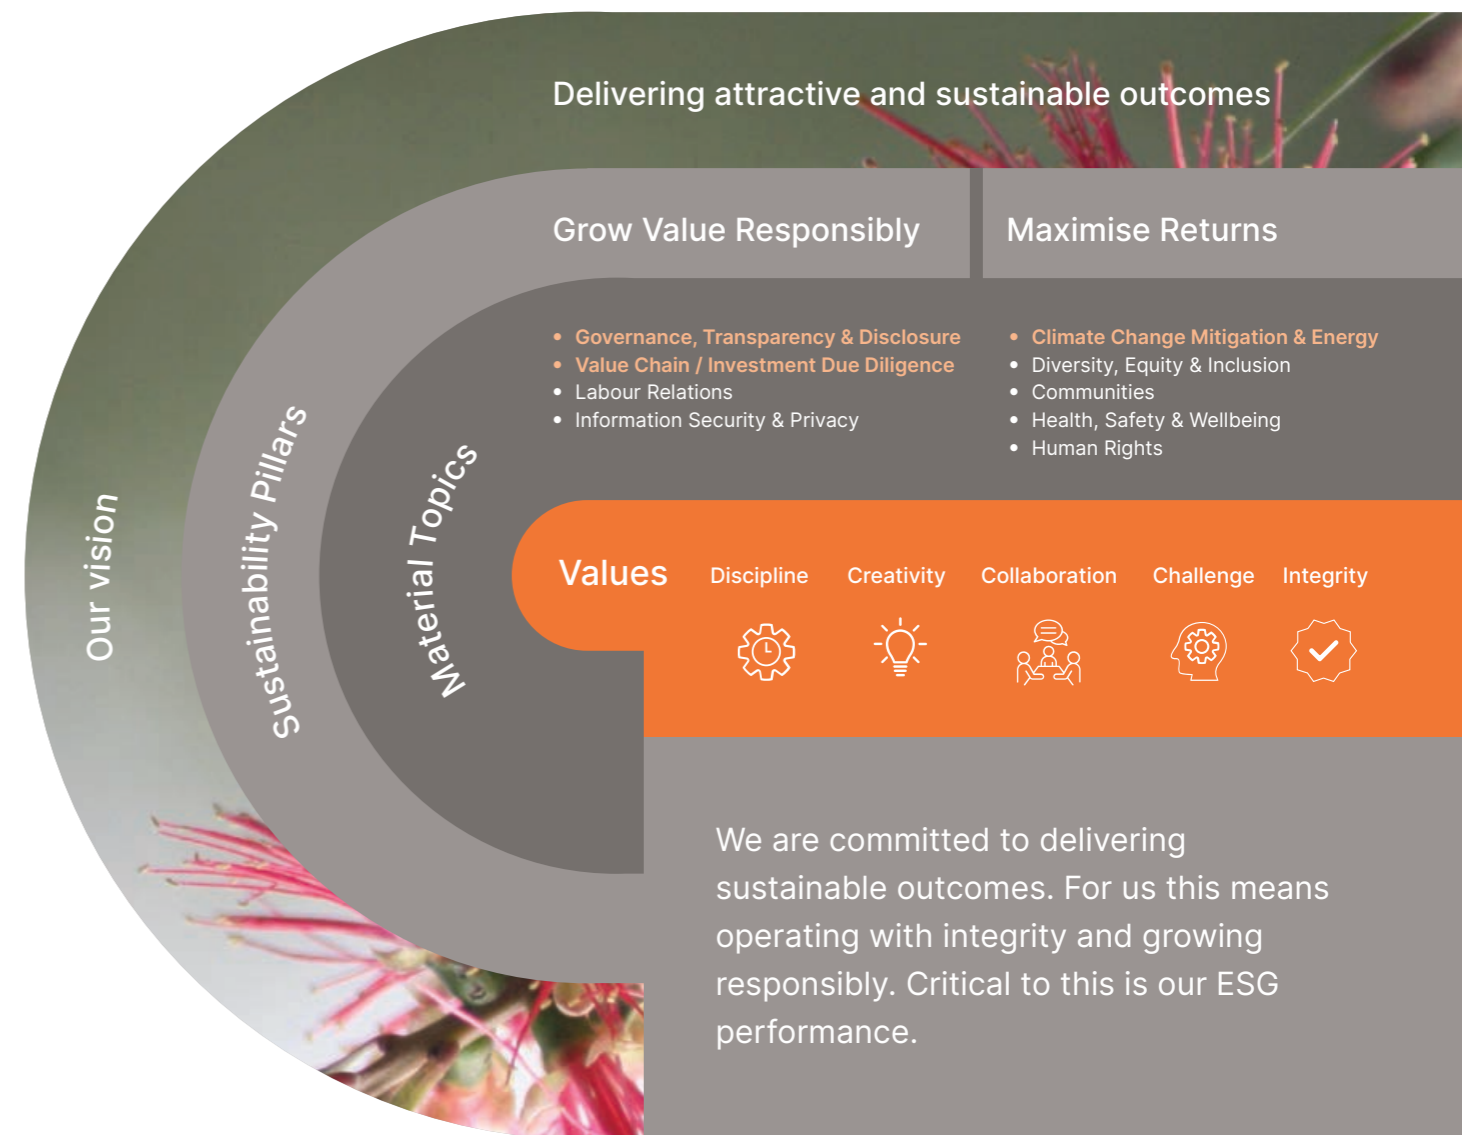 Delivering attractive and sustainable outcomes
Grow Value Responsibly
Maximise Returns
• Governance, Transparency & Disclosure
• Value Chain / Investment Due Diligence
• Labour Relations
• Information Security & Privacy
• Climate Change Mitigation & Energy
• Diversity, Equity & Inclusion
• Communities
• Health, Safety & Wellbeing
• Human Rights
Our vision
Sustainability Pillars
Material Topics
Values
Discipline
Creativity
Collaboration
Challenge
Integrity
We are committed to delivering
sustainable outcomes. For us this means
operating with integrity and growing
responsibly. Critical to this is our ESG
performance.